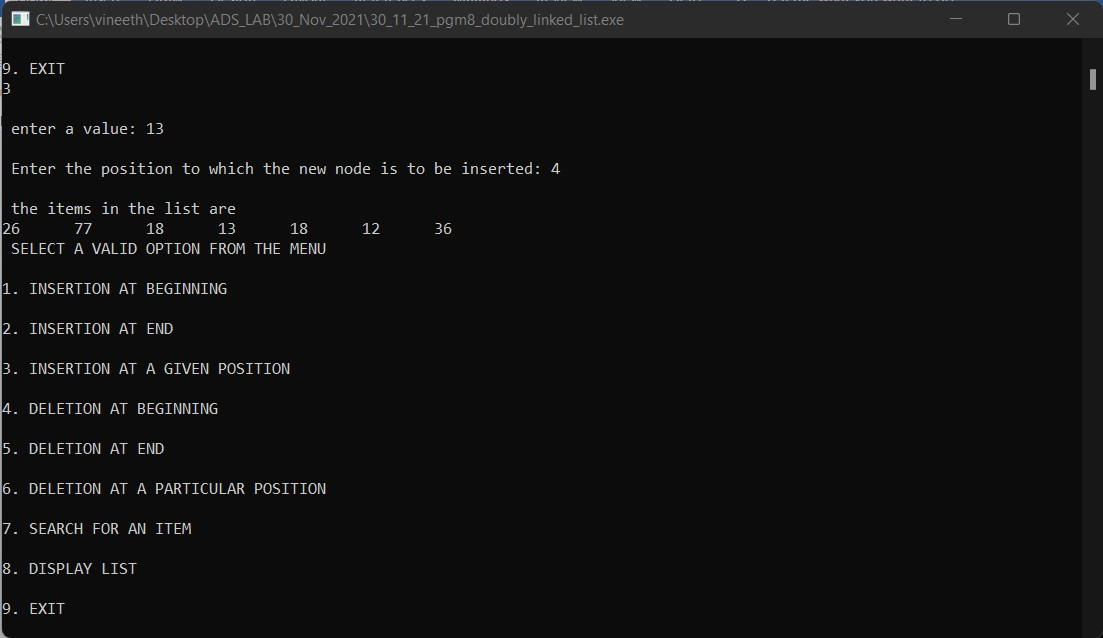 C:\Users\vineeth\Desktop\ADS_LAB\30_Nov_2021\30_11_21_pgm8_doubly_linked_list.exe
9. EXIT
3
enter a value: 13
Enter the position to which the new node is to be inserted: 4
the items in the list are
26 77 18 13 18 12 36
SELECT A VALID OPTION FROM THE MENU
1. INSERTION AT BEGINNING
2. INSERTION AT END
3. INSERTION AT A GIVEN POSITION
4. DELETION AT BEGINNING
5. DELETION AT END
6. DELETION AT A PARTICULAR POSITION
7. SEARCH FOR AN ITEM
8. DISPLAY LIST
9. EXIT